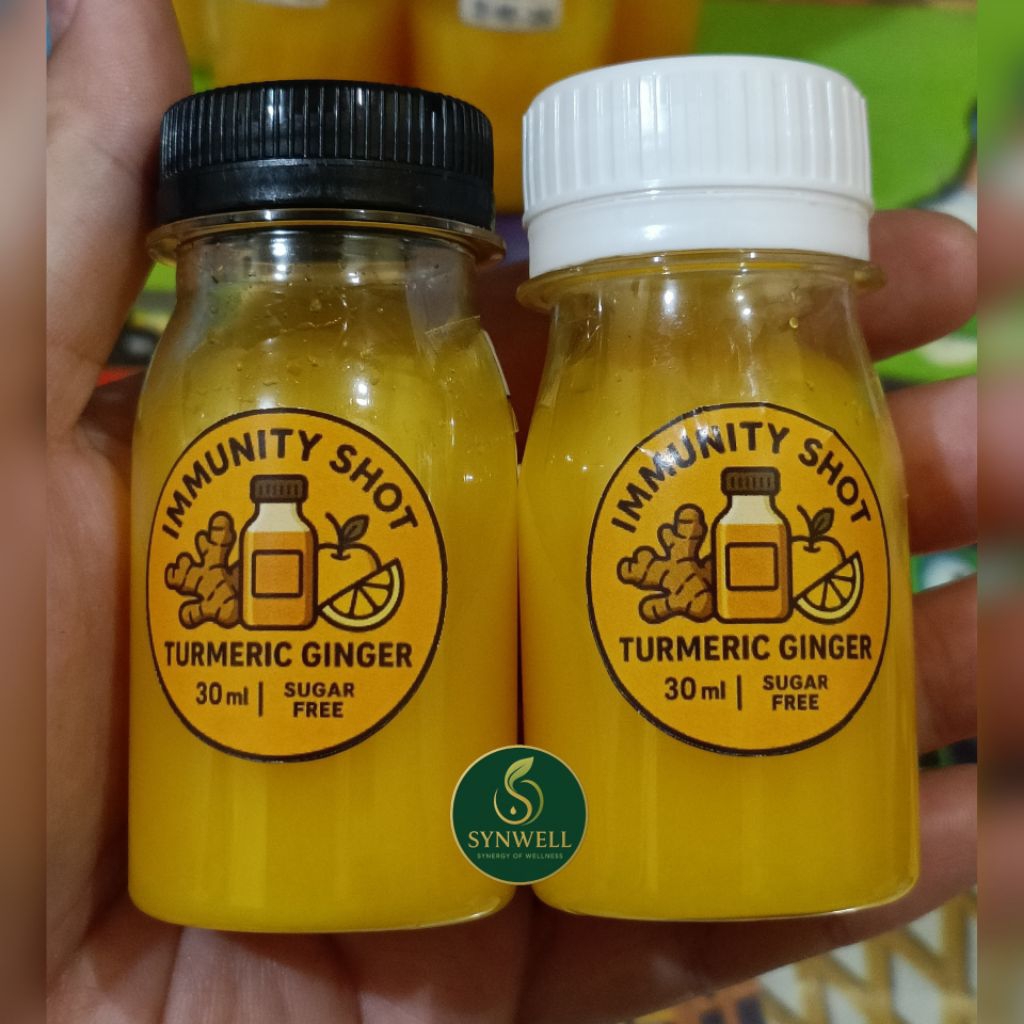 IMMUNITY SHOT
TURMERIC GINGER
30 ml | SUGAR
FREE
IMMUNITY SHOT
TURMERIC GINGER
30 ml | SUGAR
FREE
SYNWELL
SYNERGY OF WELLNESS